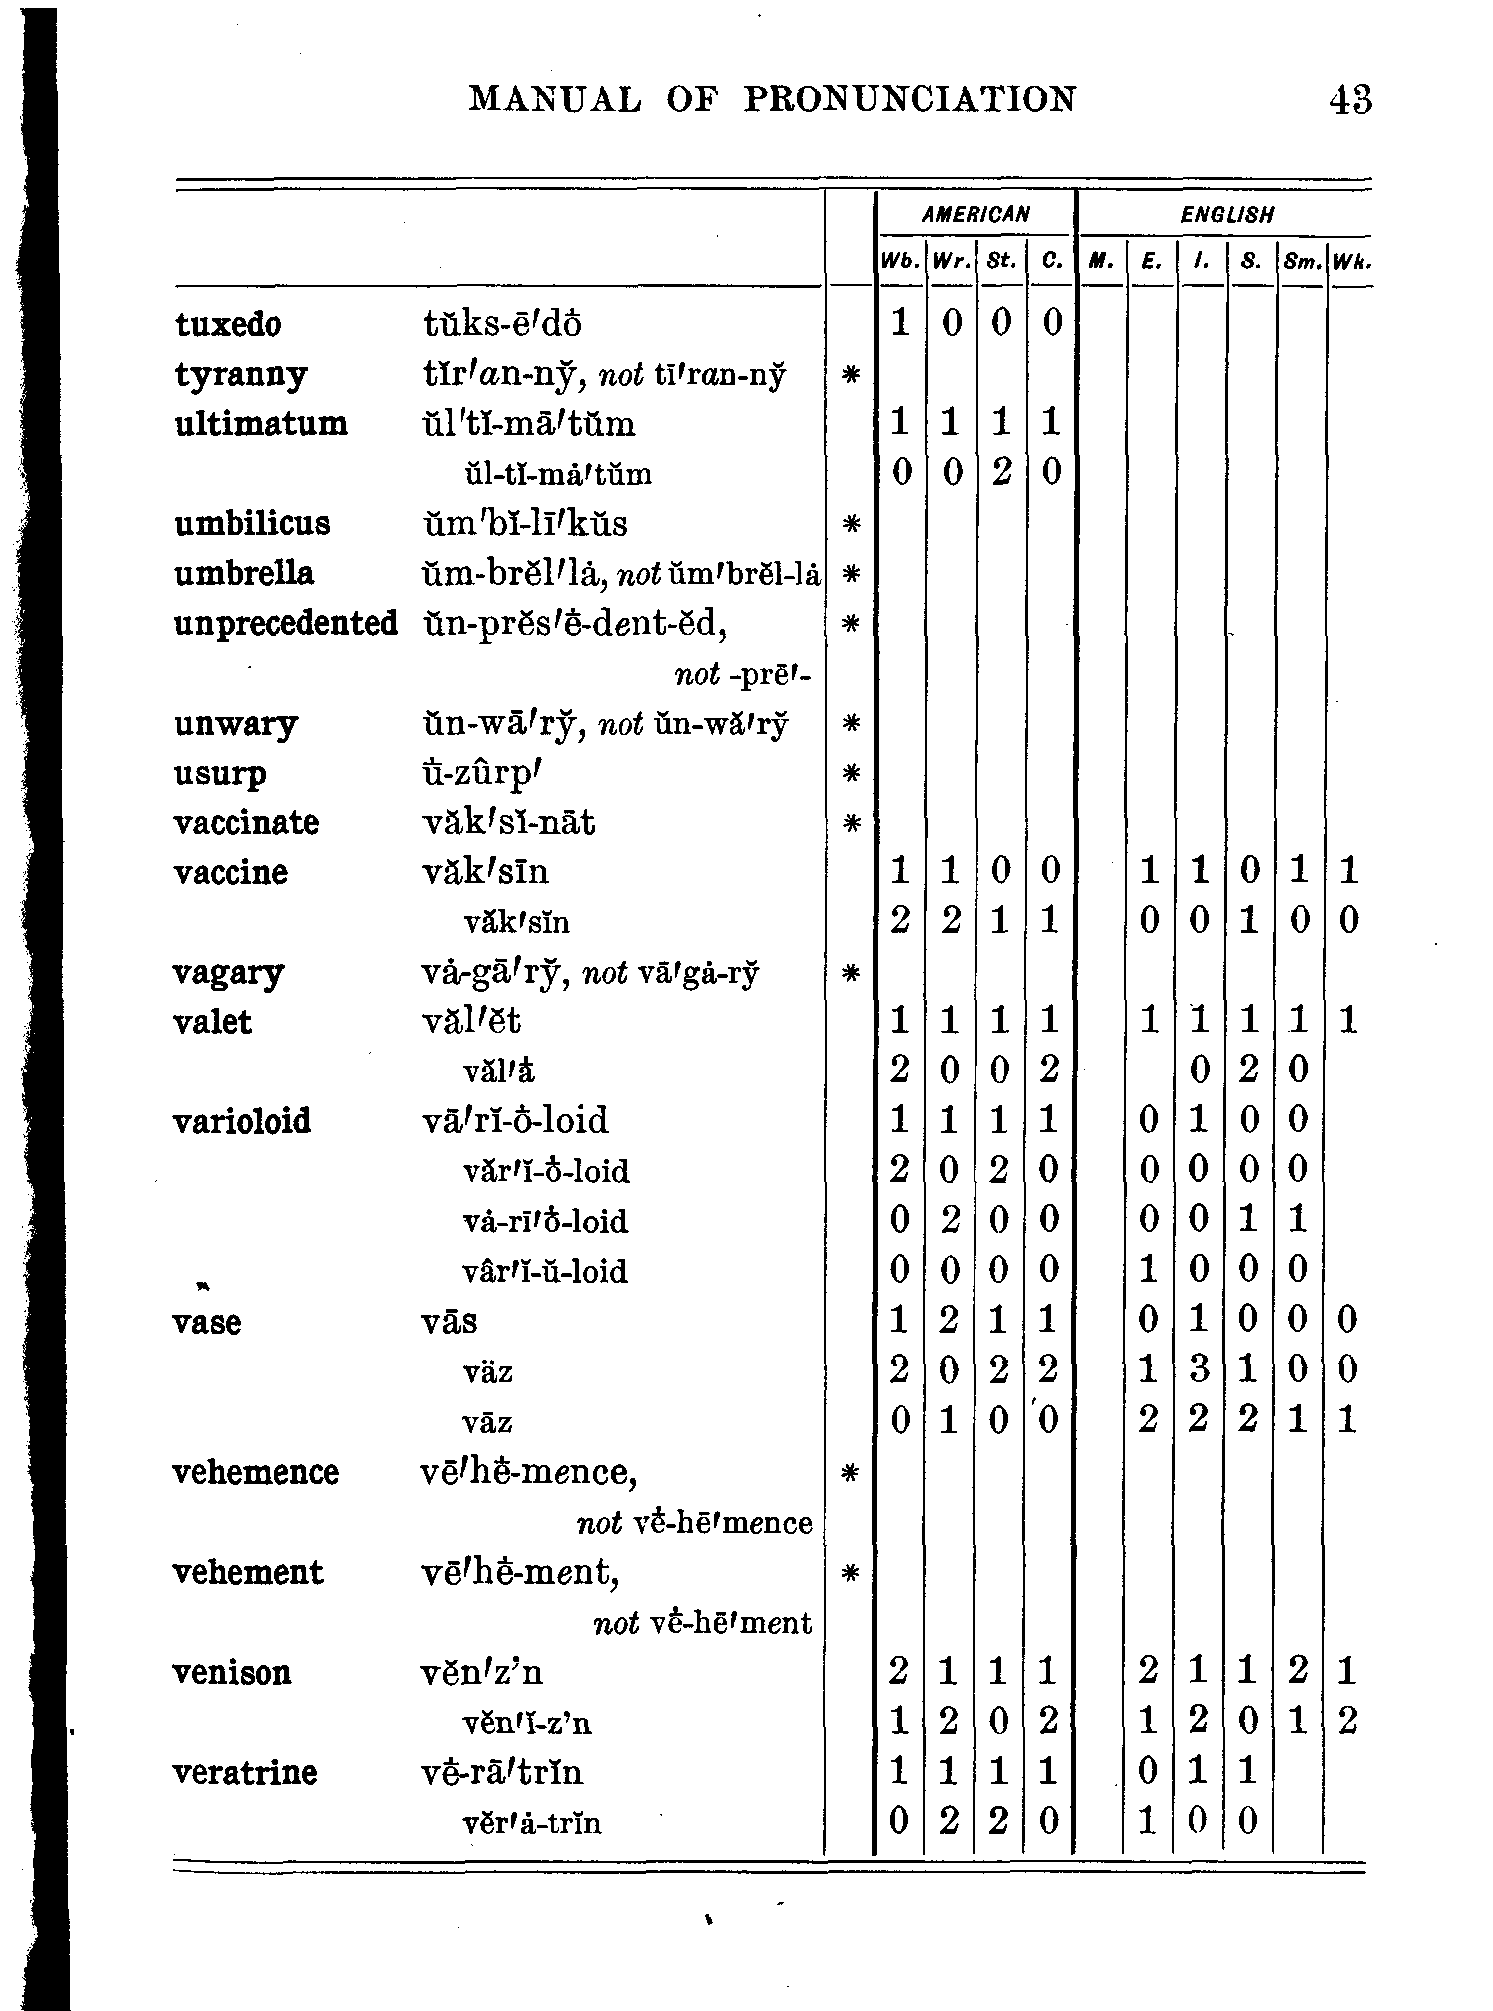 MANUAL OF PRONUNCIATION 43
AMERICAN ENGLISH
Wb. Wr. St. C. M. E. I. S. Sm. Wk.
tuxedo tŭks-ē′dȯ 1 0 0 0
tyranny tĭr′an-ny̆, not tī′ran-ny̆ *
ultimatum ŭl′tĭ-mā′tŭm 1 1 1 1
ŭl-tĭ-mȧ′tŭm 0 0 2 0
umbilicus ŭm′bĭ-lī′kŭs *
umbrella ŭm-brĕl′lȧ, not ŭm′brĕl-lȧ *
unprecedented ŭn-prĕs′ė-dent-ĕd, *
not -prē′-
unwary ŭn-wā′ry̆, not ŭn-wă′ry̆ *
usurp u̇-zûrp′ *
vaccinate văk′sĭ-nāt *
vaccine văk′sīn 1 1 0 0 1 1 0 1 1
văk′sĭn 2 2 1 1 0 0 1 0 0
vagary vȧ-gā′ry̆, not vā′gȧ-ry̆ *
valet văl′ĕt 1 1 1 1 1 1 1 1 1
văl′ȧ 2 0 0 2 0 2 0
varioloid vā′rĭ-ȯ-loid 1 1 1 1 0 1 0 0
văr′ĭ-ȯ-loid 2 0 2 0 0 0 0 0
vȧ-rī′ȯ-loid 0 2 0 0 0 0 1 1
vâr′ĭ-ŭ-loid 0 0 0 0 1 0 0 0
vase vās 1 2 1 1 0 1 0 0 0
väz 2 0 2 2 1 3 1 0 0
vāz 0 1 0 0 2 2 2 1 1
vehemence vē′hė-mence, *
not vė-hē′mence
vehement vē′hė-ment, *
not vė-hē′ment
venison vĕn′z’n 2 1 1 1 2 1 1 2 1
vĕn′ĭ-z’n 1 2 0 2 1 2 0 1 2
veratrine vė-rā′trĭn 1 1 1 1 0 1 1
vĕr′ȧ-trĭn 0 2 2 0 1 0 0